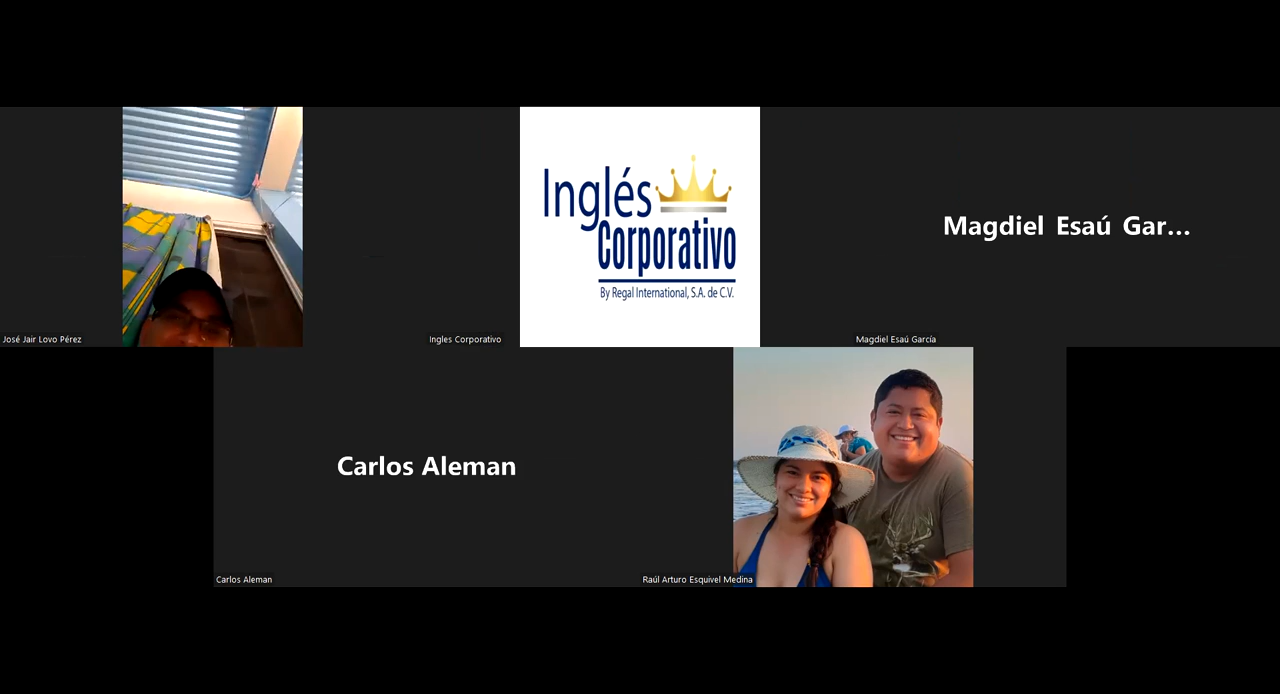 Inglés
Corporativo
By Regal International, S.A. de C.V.
Magdiel Esaú Gar...
José Jair Lovo Pérez
Ingles Corporativo
Magdiel Esaú García
Carlos Aleman
Carlos Aleman
Raúl Arturo Esquivel Medina